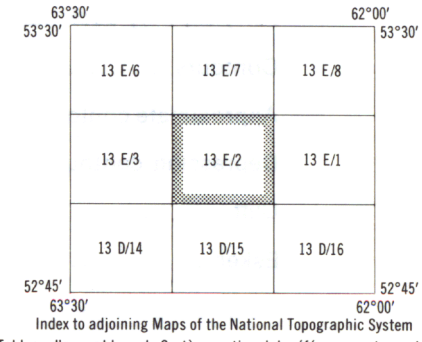 63°30′ 62°00′
53°30′ 53°30′
13 E/6 13 E/7 13 E/8
13 E/3 13 E/2 13 E/1
13 D/14 13 D/15 13 D/16
52°45′ 52°45′
63°30′ 62°00′
Index to adjoining Maps of the National Topographic System